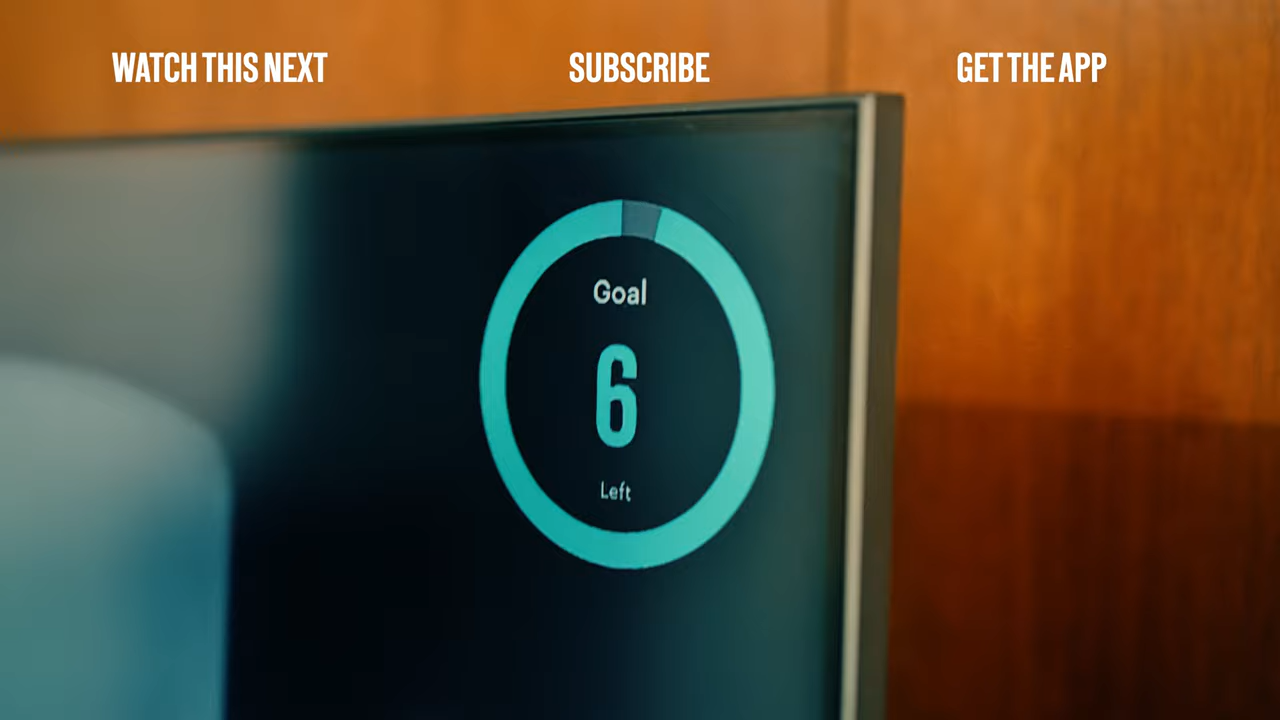 WATCH THIS NEXT
SUBSCRIBE
GET THE APP
Goal
6
Left